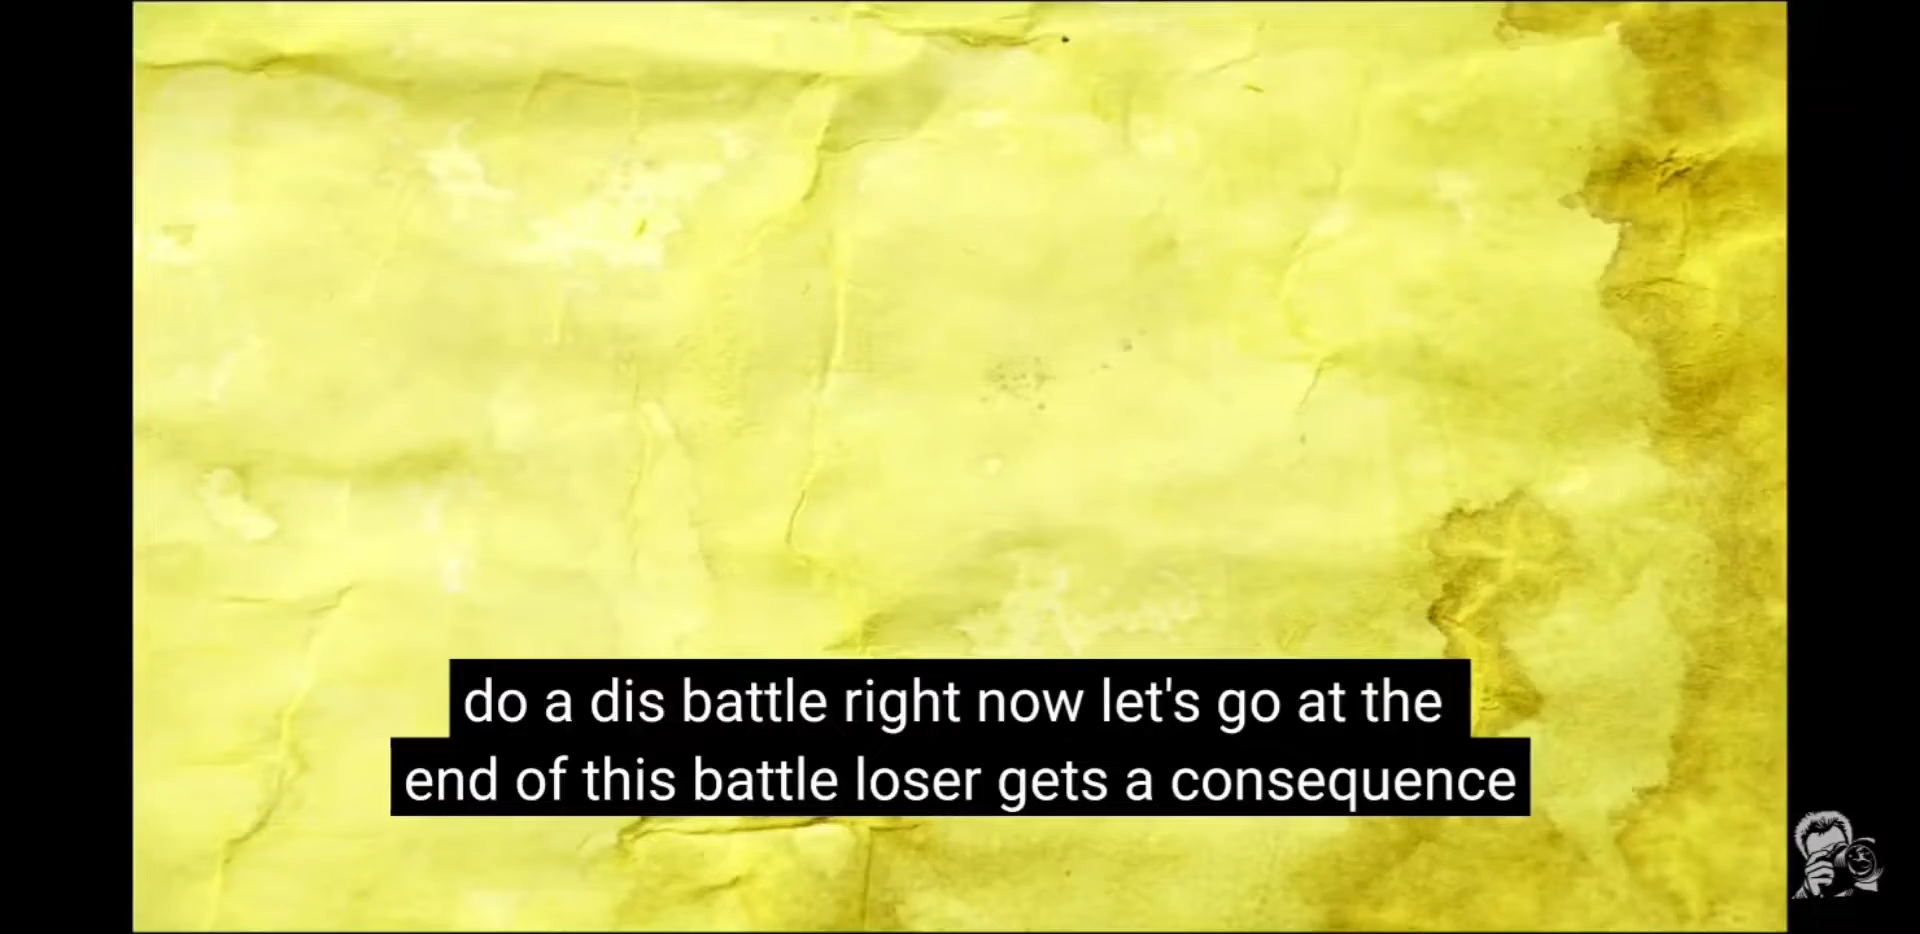 do a dis battle right now let's go at the
end of this battle loser gets a consequence